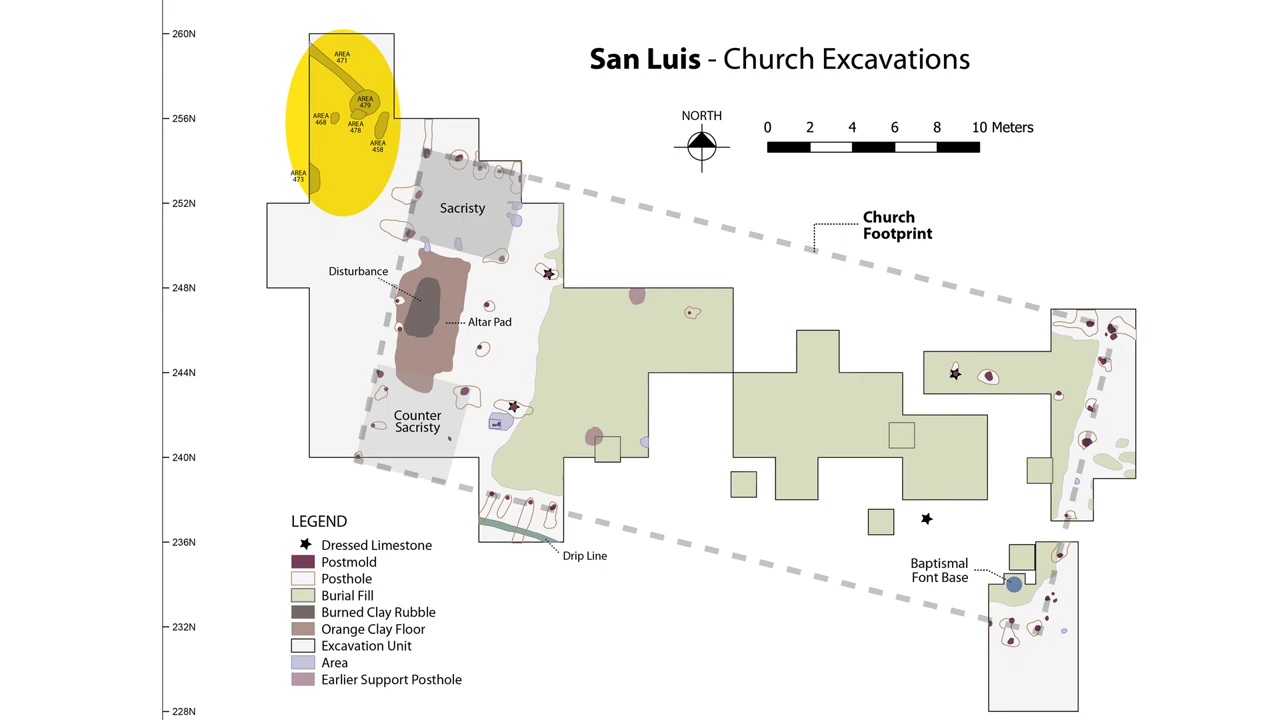 San Luis - Church Excavations
260N
256N
252N
248N
244N
240N
236N
232N
228N
AREA
471
AREA
479
AREA
468
AREA
478
AREA
458
AREA
473
NORTH
0 2 4 6 8 10 Meters
Sacristy
Church
Footprint
Disturbance
Altar Pad
Counter
Sacristy
Drip Line
Baptismal
Font Base
LEGEND
Dressed Limestone
Postmold
Posthole
Burial Fill
Burned Clay Rubble
Orange Clay Floor
Excavation Unit
Area
Earlier Support Posthole